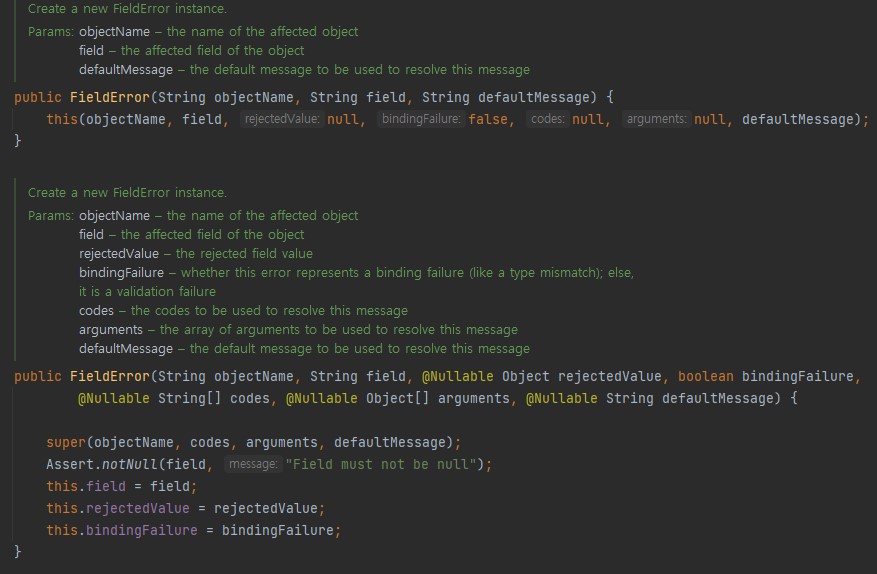 Create a new FieldError instance.
Params: objectName – the name of the affected object
field – the affected field of the object
defaultMessage – the default message to be used to resolve this message
public FieldError(String objectName, String field, String defaultMessage) {
this(objectName, field, rejectedValue: null, bindingFailure: false, codes: null, arguments: null, defaultMessage);
}
Create a new FieldError instance.
Params: objectName – the name of the affected object
field – the affected field of the object
rejectedValue – the rejected field value
bindingFailure – whether this error represents a binding failure (like a type mismatch); else,
it is a validation failure
codes – the codes to be used to resolve this message
arguments – the array of arguments to be used to resolve this message
defaultMessage – the default message to be used to resolve this message
public FieldError(String objectName, String field, @Nullable Object rejectedValue, boolean bindingFailure,
@Nullable String[] codes, @Nullable Object[] arguments, @Nullable String defaultMessage) {
super(objectName, codes, arguments, defaultMessage);
Assert.notNull(field, message: "Field must not be null");
this.field = field;
this.rejectedValue = rejectedValue;
this.bindingFailure = bindingFailure;
}